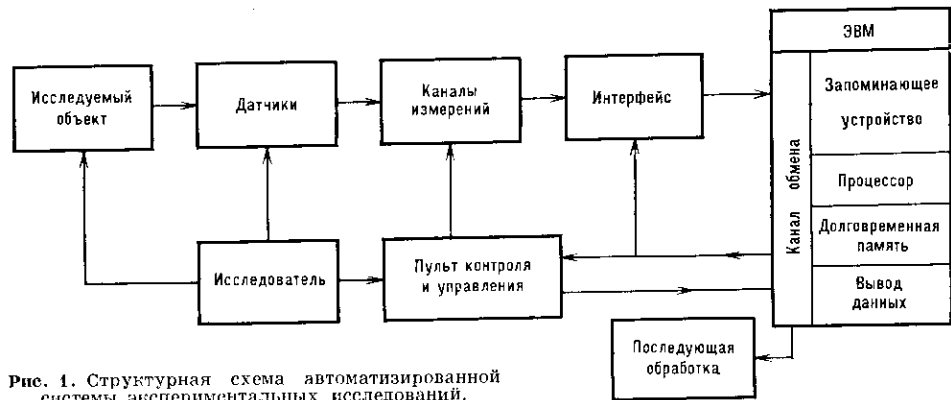 ЭВМ
Исследуемый
объект
Датчики
Каналы
измерений
Интерфейс
Канал обмена
Запоминающее
устройство
Процессор
Долговременная
память
Вывод
данных
Исследователь
Пульт контроля
и управления
Последующая
обработка
Рис. 1. Структурная схема автоматизированной
системы экспериментальных исследований.